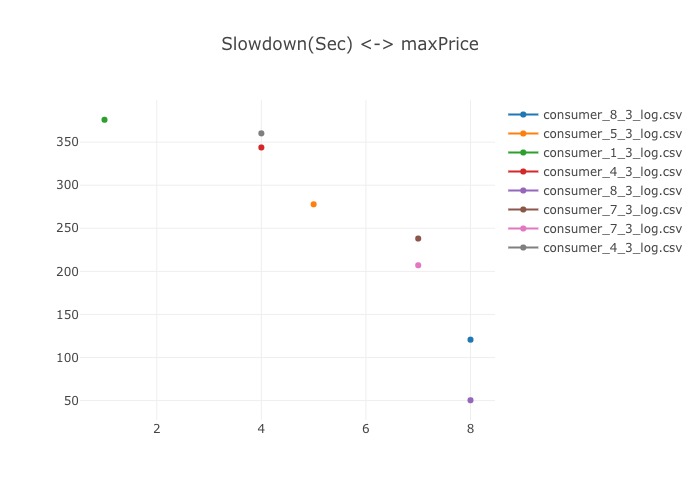 Slowdown(Sec) <-> maxPrice
consumer_8_3_log.csv
consumer_5_3_log.csv
consumer_1_3_log.csv
consumer_4_3_log.csv
consumer_8_3_log.csv
consumer_7_3_log.csv
consumer_7_3_log.csv
consumer_4_3_log.csv
350
300
250
200
150
100
50
2 4 6 8